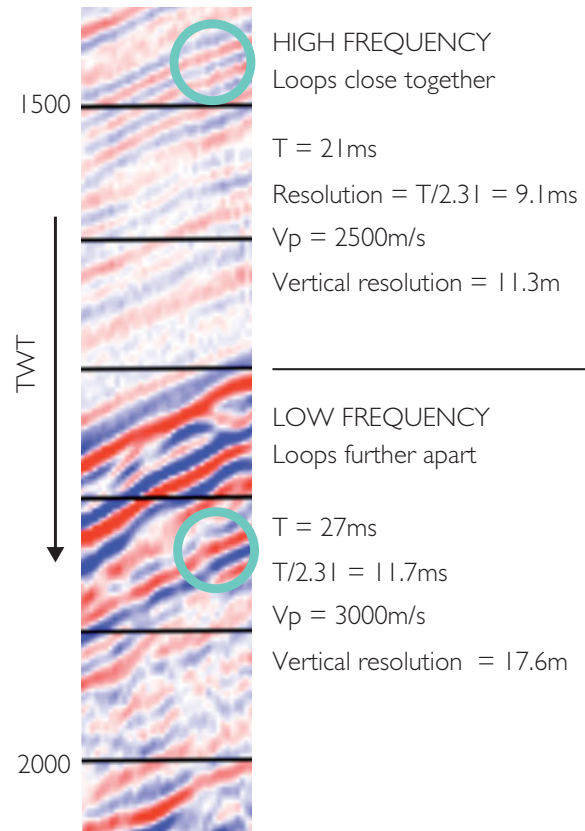 HIGH FREQUENCY
Loops close together
1500
T = 21ms
Resolution = T/2.31 = 9.1ms
Vp = 2500m/s
Vertical resolution = 11.3m
TWT
LOW FREQUENCY
Loops further apart
T = 27ms
T/2.31 = 11.7ms
Vp = 3000m/s
Vertical resolution = 17.6m
2000